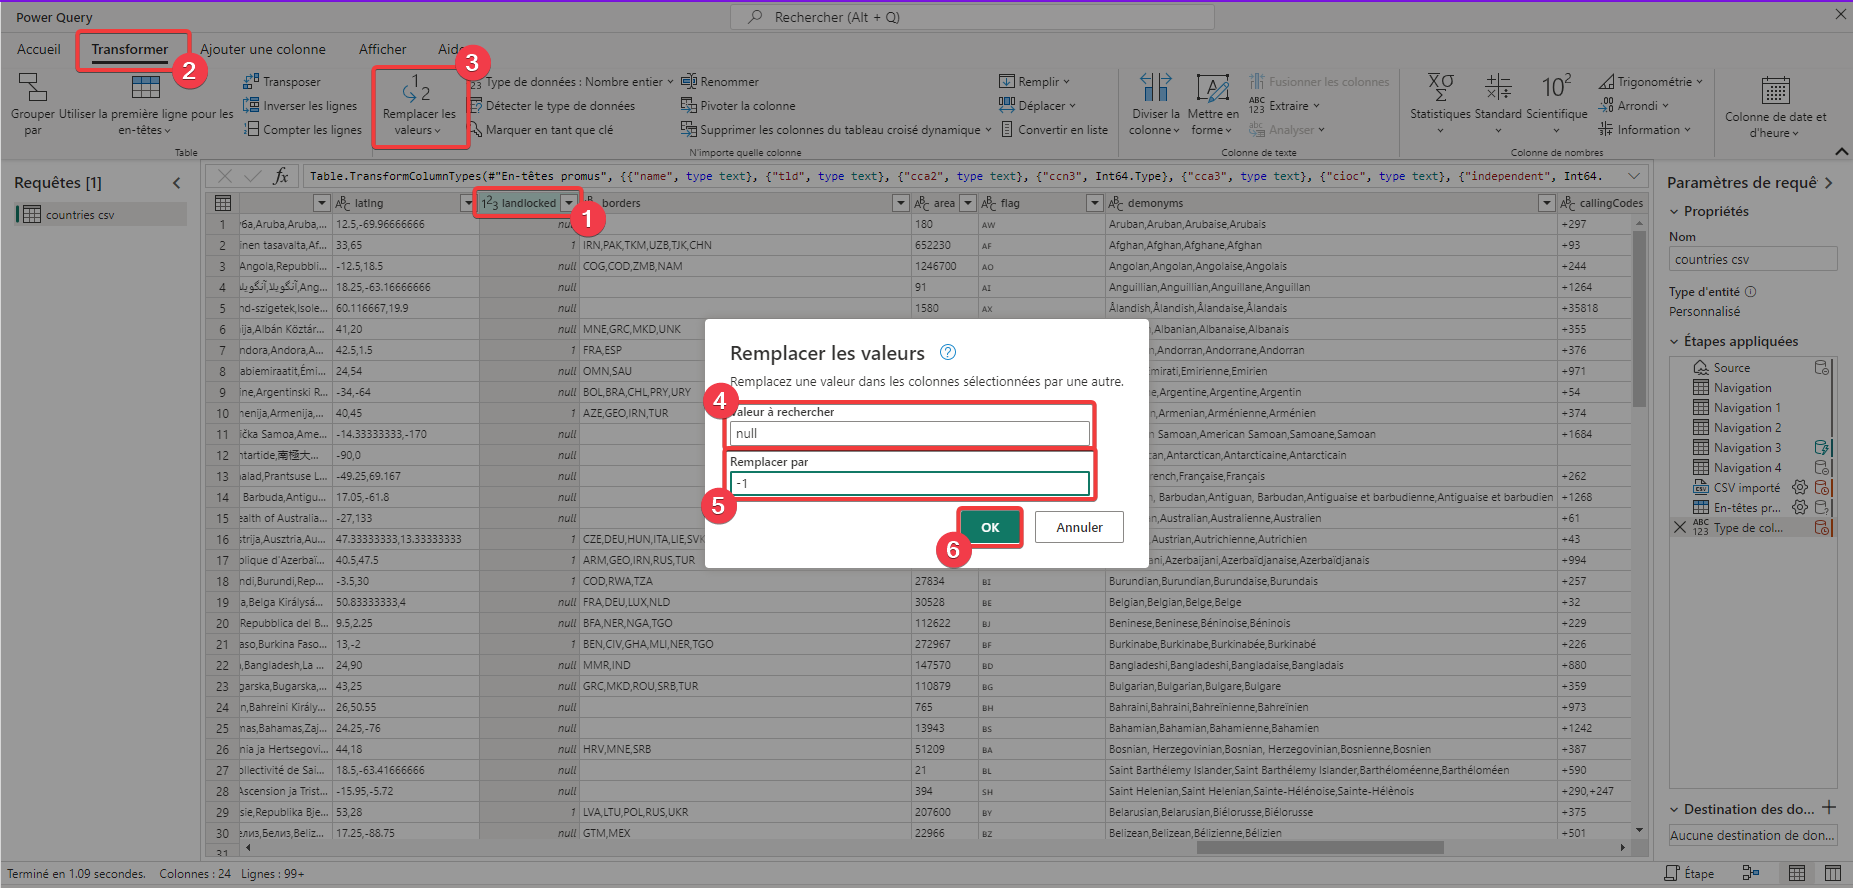 Power Query
Rechercher (Alt + Q)
Accueil
Transformer
Ajouter une colonne
Afficher
2
3
Grouper par
Utiliser la première ligne pour les en-têtes
Transposer
Inverser les lignes
Compter les lignes
Table
Remplacer les valeurs
Type de données : Nombre entier
Détecter le type de données
Marquer en tant que clé
Renommer
Pivoter la colonne
Supprimer les colonnes du tableau croisé dynamique
Remplir
Déplacer
Convertir en liste
N'importe quelle colonne
Diviser la colonne
Mettre en forme
Fusionner les colonnes
Extraire
Analyser
Colonne de texte
Statistiques
Standard
Scientifique
Trigonométrie
Arrondi
Information
Colonne de nombres
Colonne de date et d'heure
Requêtes [1]
countries csv
Table.TransformColumnTypes(#"En-têtes promus", {{"name", type text}, {"tld", type text}, {"cca2", type text}, {"ccn3", Int64.Type}, {"cca3", type text}, {"cioc", type text}, {"independent", Int64.
latlng landlocked borders area flag demonyms callingCodes
1
1 12.5,-69.96666666 180 AW Aruban,Aruban,Arubaise,Arubais +297
2 33,65 1 IRN,PAK,TKM,UZB,TJK,CHN 652230 AF Afghan,Afghan,Afghane,Afghan +93
3 -12.5,18.5 null COG,COD,ZMB,NAM 1246700 AO Angolan,Angolan,Angolaise,Angolais +244
4 18.25,-63.16666666 null 91 AI Anguillian,Anguillian,Anguillane,Anguillan +1264
5 60.116667,19.9 null 1580 AX Ålandish,Ålandish,Ålandaise,Ålandais +35818
6 41,20 null MNE,GRC,MKD,UNK Albanian,Albanaise,Albanais +355
7 42.5,1.5 1 FRA,ESP Andorran,Andorrane,Andorran +376
8 24,54 null OMN,SAU Emirienne,Emirien +971
9 -34,-64 null BOL,BRA,CHL,PRY,URY Argentine,Argentin +54
10 40,45 1 AZE,GEO,IRN,TUR Armenian,Arménienne,Arménien +374
11 -14.33333333,-170 null Samoan,American Samoan,Samoane,Samoan +1684
12 -90,0 null Antarctican,Antarcticaine,Antarcticain
13 -49.25,69.167 null Française,Français +262
14 17.05,-61.8 null Barbudan,Antiguan, Barbudan,Antiguaise et barbudienne,Antiguaise et barbudien +1268
15 -27,133 null Australian,Australienne,Australien +61
16 47.33333333,13.33333333 1 CZE,DEU,HUN,ITA,LIE,SVK Austrian,Autrichienne,Autrichien +43
17 40.5,47.5 1 ARM,GEO,IRN,RUS,TUR Azerbaijani,Azerbaïdjanaise,Azerbaïdjanais +994
18 -3.5,30 1 COD,RWA,TZA 27834 BI Burundian,Burundian,Burundaise,Burundais +257
19 50.83333333,4 null FRA,DEU,LUX,NLD 30528 BE Belgian,Belgian,Belge,Belge +32
20 9.5,2.25 null BFA,NER,NGA,TGO 112622 BJ Beninese,Beninese,Béninoise,Béninois +229
21 13,-2 1 BEN,CIV,GHA,MLI,NER,TGO 272967 BF Burkinabe,Burkinabe,Burkinabée,Burkinabé +226
22 24,90 null MMR,IND 147570 BD Bangladeshi,Bangladeshi,Bangladaise,Bangladais +880
23 43,25 null GRC,MKD,ROU,SRB,TUR 110879 BG Bulgarian,Bulgarian,Bulgare,Bulgare +359
24 26,50.55 null 765 BH Bahraini,Bahraini,Bahreïnienne,Bahreïnien +973
25 24.25,-76 null 13943 BS Bahamian,Bahamian,Bahamienne,Bahamien +1242
26 44,18 null HRV,MNE,SRB 51209 BA Bosnian, Herzegovinian,Bosnian, Herzegovinian,Bosnienne,Bosnien +387
27 18.5,-63.41666666 null 21 BL Saint Barthélemy Islander,Saint Barthélemy Islander,Barthéloméenne,Barthéloméen +590
28 -15.95,-5.72 null 394 SH Saint Helenian,Saint Helenian,Sainte-Hélénoise,Sainte-Hélènois +290,+247
29 53,28 1 LVA,LTU,POL,RUS,UKR 207600 BY Belarusian,Belarusian,Biélorusse,Biélorusse +375
30 17.25,-88.75 null GTM,MEX 22966 BZ Belizean,Belizean,Bélizienne,Bélizien +501
31
Remplacer les valeurs
Remplacez une valeur dans les colonnes sélectionnées par une autre.
4
Valeur à rechercher
null
Remplacer par
-1
5
OK
Annuler
6
Paramètres de requê
Propriétés
Nom
countries csv
Type d'entité
Personnalisé
Étapes appliquées
Source
Navigation
Navigation 1
Navigation 2
Navigation 3
Navigation 4
CSV importé
En-têtes pr...
Type de col...
Destination des do...
Aucune destination de don...
Terminé en 1.09 secondes. Colonnes : 24 Lignes : 99+
Étape